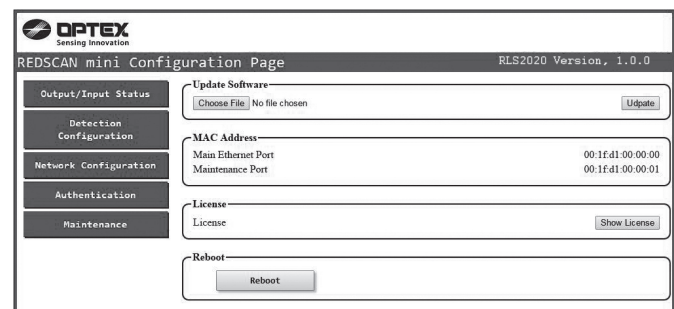 OPTEX
Sensing Innovation
REDSCAN mini Configuration Page RLS2020 Version, 1.0.0
Output/Input Status
Detection
Configuration
Network Configuration
Authentication
Maintenance
Update Software
Choose File No file chosen Udpate
MAC Address
Main Ethernet Port 00:1f:d1:00:00:00
Maintenance Port 00:1f:d1:00:00:01
License
License Show License
Reboot
Reboot